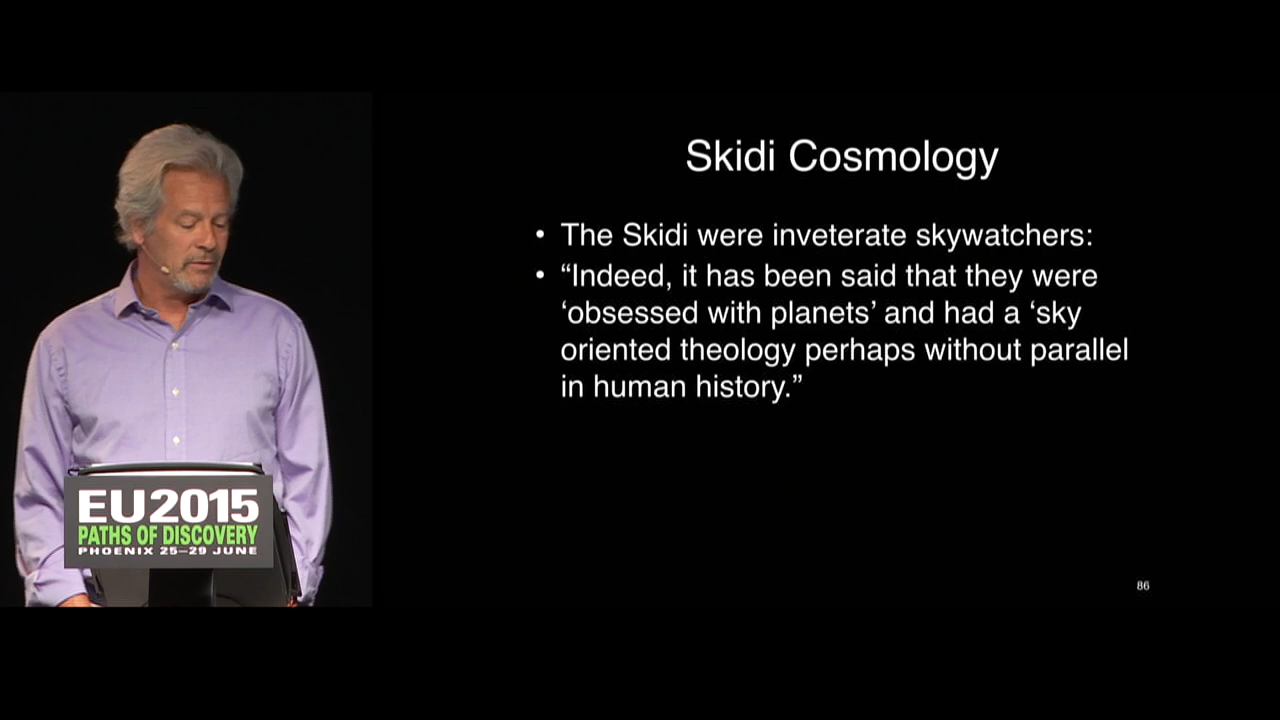 Skidi Cosmology
• The Skidi were inveterate skywatchers:
• “Indeed, it has been said that they were
‘obsessed with planets’ and had a ‘sky
oriented theology perhaps without parallel
in human history.”
86
EU2015
PATHS OF DISCOVERY
PHOENIX 25–29 JUNE